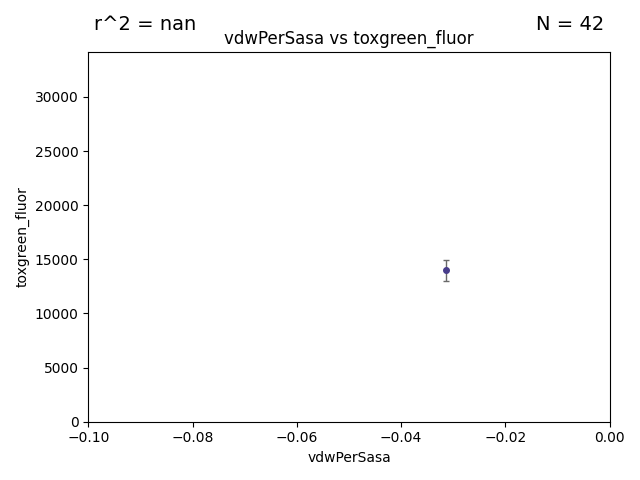 r^2 = nan
N = 42
vdwPerSasa vs toxgreen_fluor
30000
25000
20000
15000
10000
5000
0
toxgreen_fluor
−0.10
−0.08
−0.06
−0.04
−0.02
0.00
vdwPerSasa